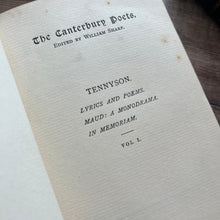 The Canterbury Poets.
EDITED BY WILLIAM SHARP.
TENNYSON.
LYRICS AND POEMS.
MAUD: A MONODRAMA.
IN MEMORIAM.
VOL I.